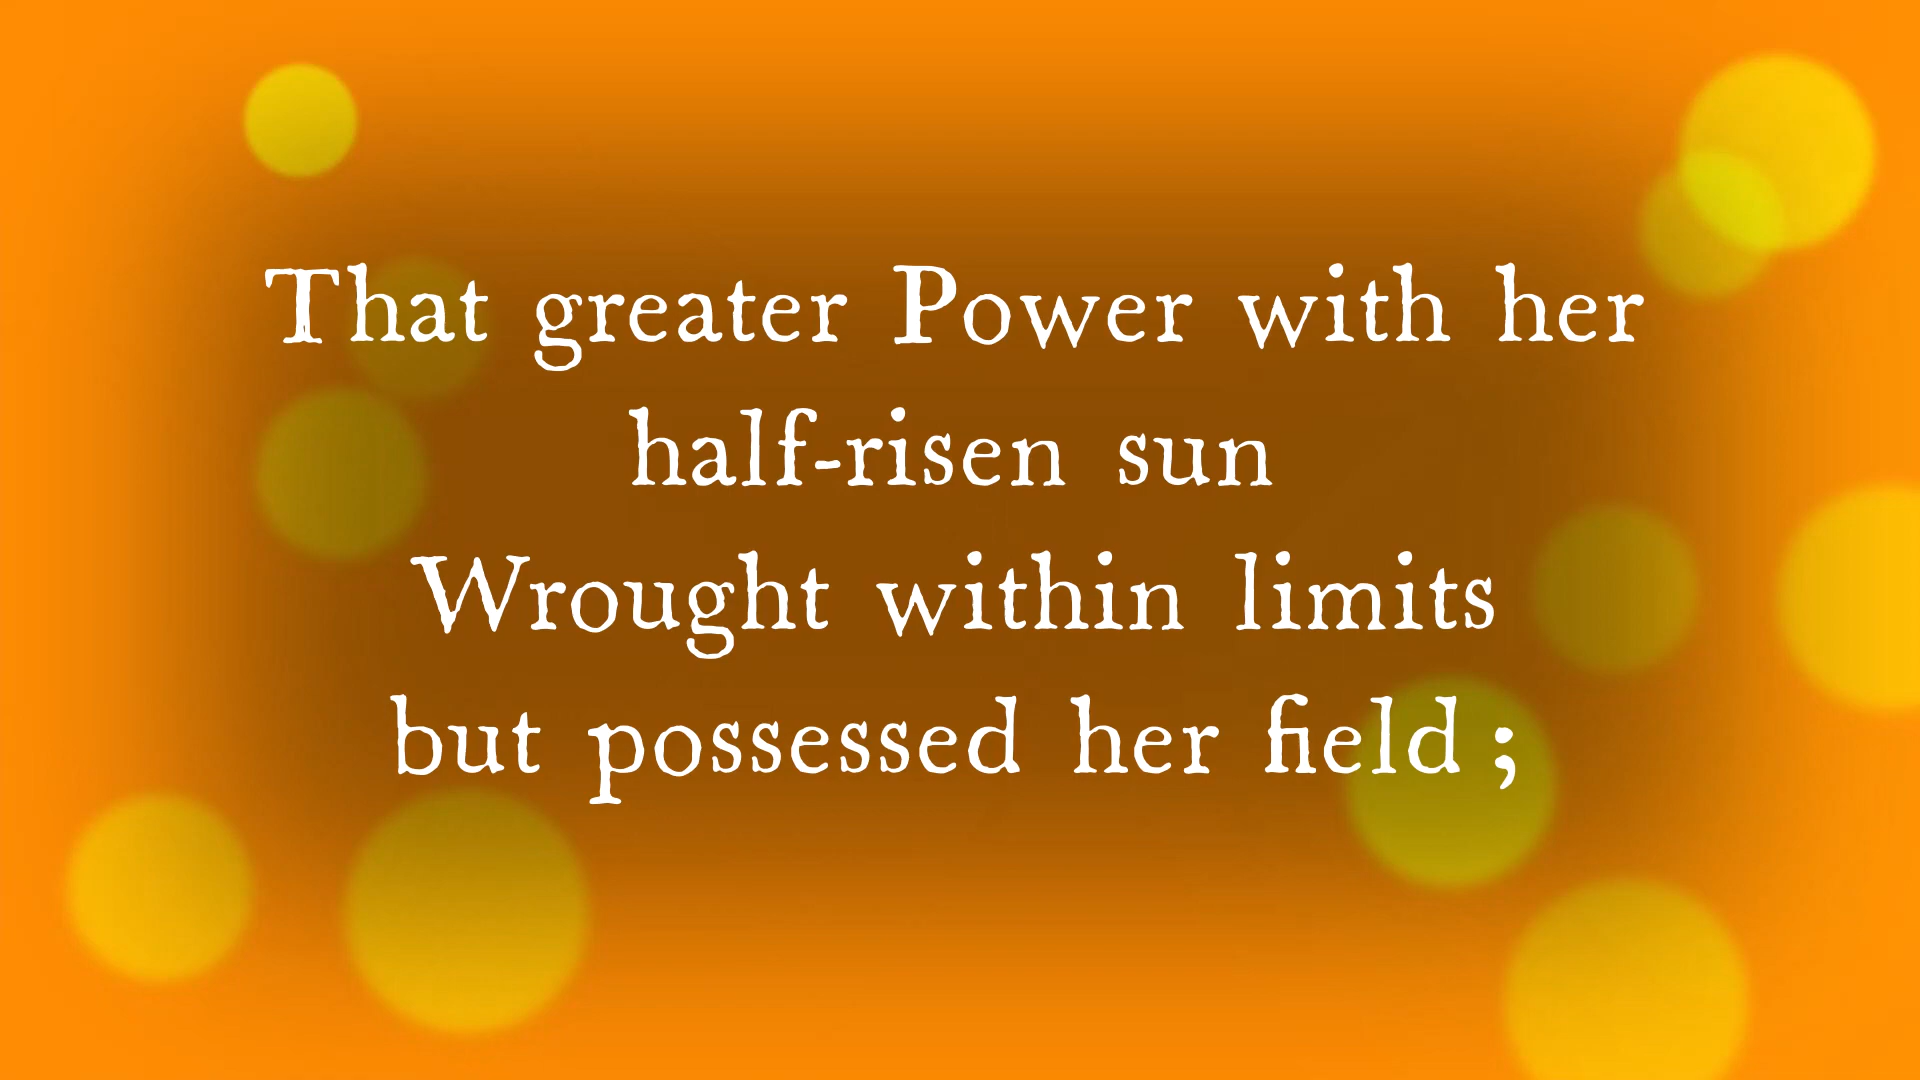 That greater Power with her
half-risen sun
Wrought within limits
but possessed her field ;